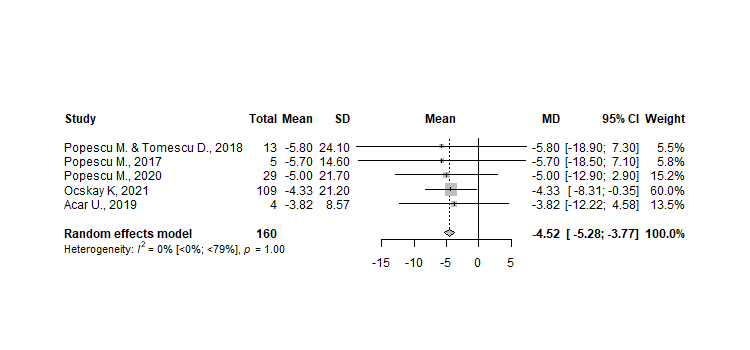 Study Total Mean SD Mean MD 95% CI Weight
Popescu M. & Tomescu D., 2018 13 -5.80 24.10 -5.80 [-18.90; 7.30] 5.5%
Popescu M., 2017 5 -5.70 14.60 -5.70 [-18.50; 7.10] 5.8%
Popescu M., 2020 29 -5.00 21.70 -5.00 [-12.90; 2.90] 15.2%
Ocskay K, 2021 109 -4.33 21.20 -4.33 [ -8.31; -0.35] 60.0%
Acar U., 2019 4 -3.82 8.57 -3.82 [-12.22; 4.58] 13.5%
Random effects model 160 -4.52 [ -5.28; -3.77] 100.0%
Heterogeneity: I² = 0% [<0%; <79%], p = 1.00
-15 -10 -5 0 5